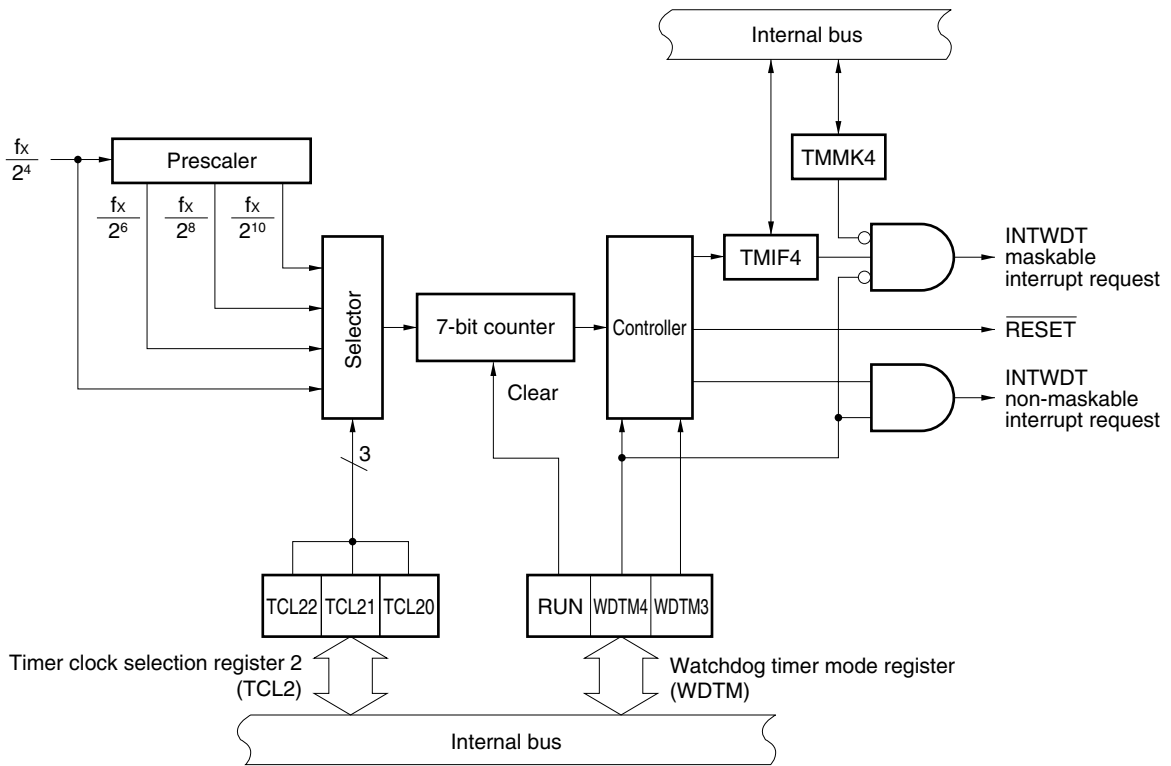 Internal bus
fX
2⁴
Prescaler
TMMK4
fX
2⁶
fX
2⁸
fX
2¹⁰
INTWDT
maskable
interrupt request
TMIF4
Selector
7-bit counter
Controller
RESET
Clear
INTWDT
non-maskable
interrupt request
3
TCL22 TCL21 TCL20
RUN WDTM4 WDTM3
Timer clock selection register 2
(TCL2)
Watchdog timer mode register
(WDTM)
Internal bus